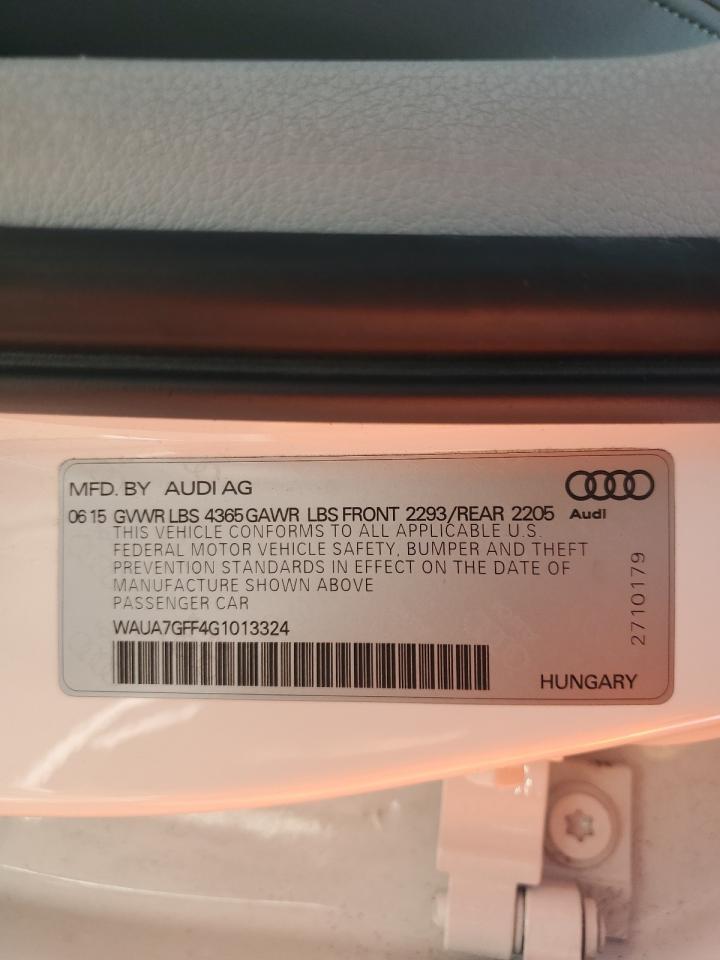 MFD. BY AUDI AG
06 15 GVWR LBS 4365 GAWR LBS FRONT 2293/REAR 2205 Audi
THIS VEHICLE CONFORMS TO ALL APPLICABLE U.S.
FEDERAL MOTOR VEHICLE SAFETY, BUMPER AND THEFT
PREVENTION STANDARDS IN EFFECT ON THE DATE OF
MANUFACTURE SHOWN ABOVE
PASSENGER CAR
WAUA7GFF4G1013324
2710179
HUNGARY